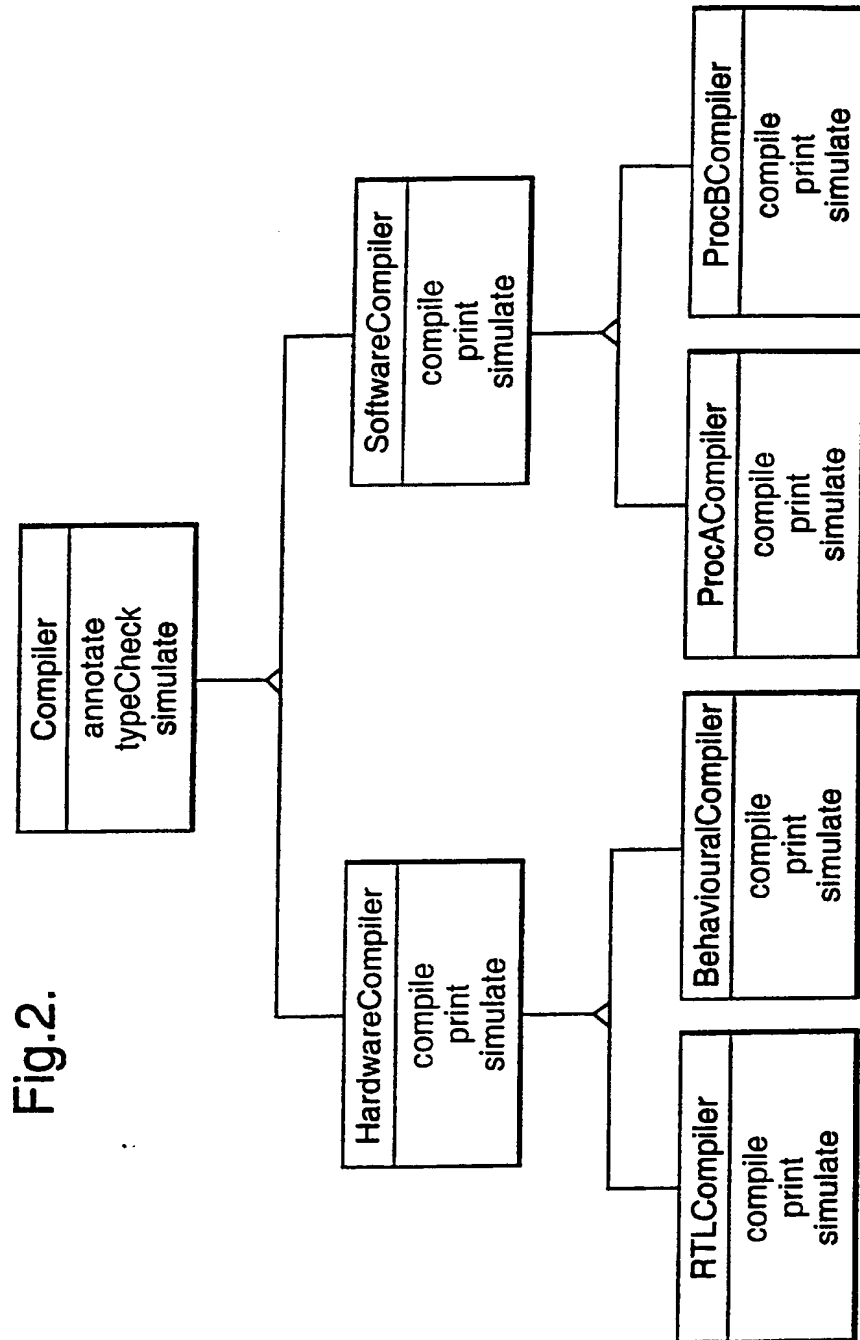 Fig.2.
Compiler
annotate
typeCheck
simulate
HardwareCompiler
compile
print
simulate
SoftwareCompiler
compile
print
simulate
RTLCompiler
compile
print
simulate
BehaviouralCompiler
compile
print
simulate
ProcACompiler
compile
print
simulate
ProcBCompiler
compile
print
simulate